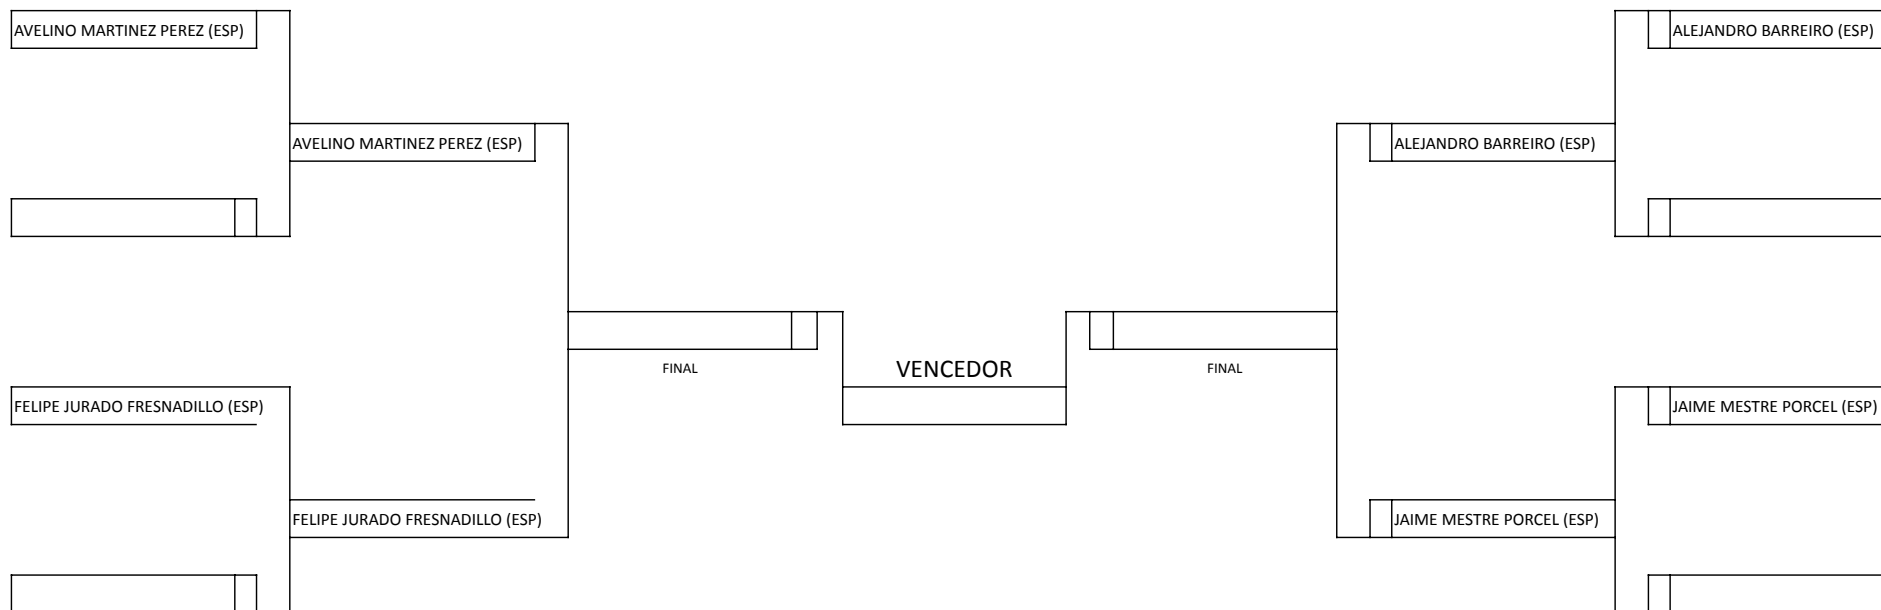 AVELINO MARTINEZ PEREZ (ESP)
ALEJANDRO BARREIRO (ESP)
AVELINO MARTINEZ PEREZ (ESP)
ALEJANDRO BARREIRO (ESP)
FINAL
VENCEDOR
FINAL
FELIPE JURADO FRESNADILLO (ESP)
JAIME MESTRE PORCEL (ESP)
FELIPE JURADO FRESNADILLO (ESP)
JAIME MESTRE PORCEL (ESP)